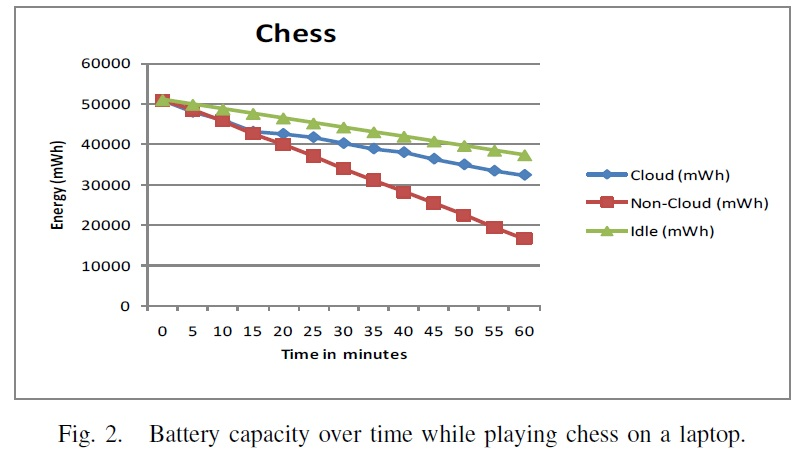 Chess
60000
50000
40000
30000
20000
10000
0
Energy (mWh)
0 5 10 15 20 25 30 35 40 45 50 55 60
Time in minutes
Cloud (mWh)
Non-Cloud (mWh)
Idle (mWh)
Fig. 2. Battery capacity over time while playing chess on a laptop.